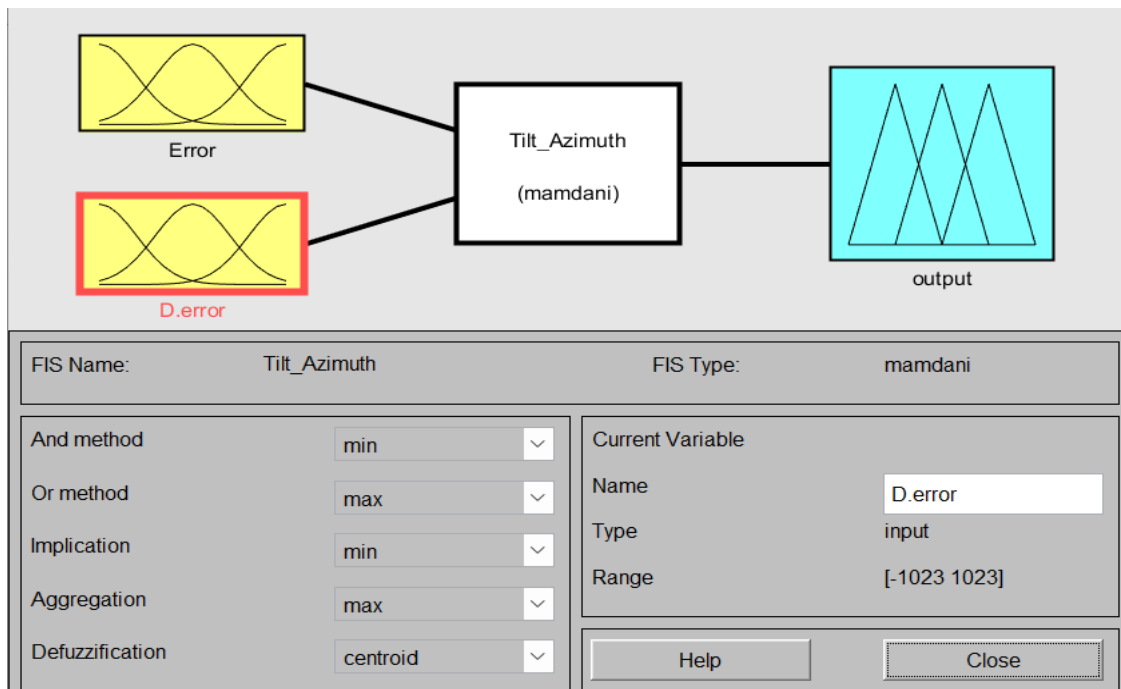 Error
Tilt_Azimuth
(mamdani)
D.error
output
FIS Name: Tilt_Azimuth FIS Type: mamdani
And method min
Or method max
Implication min
Aggregation max
Defuzzification centroid
Current Variable
Name D.error
Type input
Range [-1023 1023]
Help Close